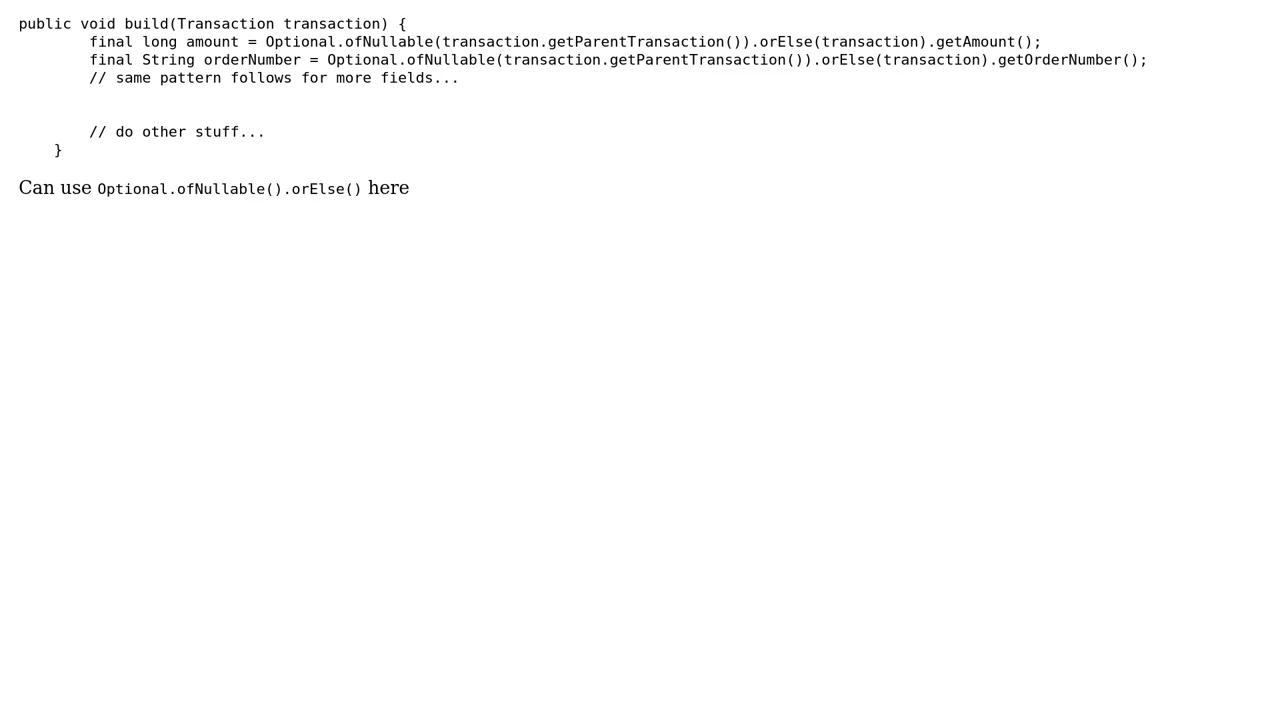 public void build(Transaction transaction) {
        final long amount = Optional.ofNullable(transaction.getParentTransaction()).orElse(transaction).getAmount();
        final String orderNumber = Optional.ofNullable(transaction.getParentTransaction()).orElse(transaction).getOrderNumber();
        // same pattern follows for more fields...
        // do other stuff...
    }
Can use Optional.ofNullable().orElse() here